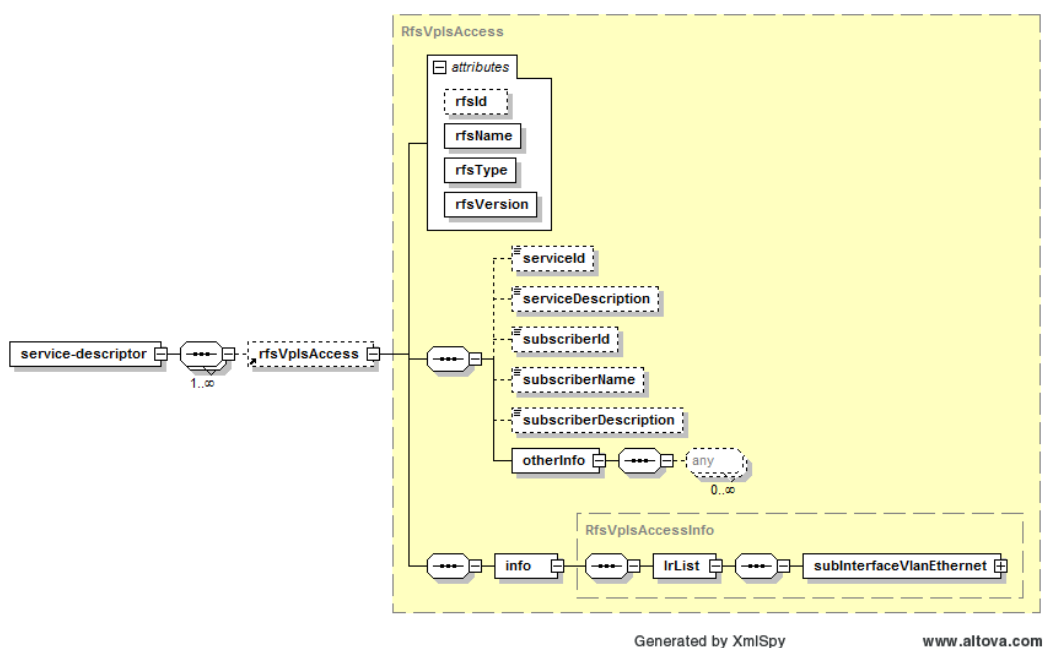 RfsVplsAccess
attributes
rfsId
rfsName
rfsType
rfsVersion
serviceId
serviceDescription
subscriberId
service-descriptor
rfsVplsAccess
1..∞
subscriberName
subscriberDescription
otherInfo
any
0..∞
RfsVplsAccessInfo
info
lrList
subInterfaceVlanEthernet
Generated by XmlSpy
www.altova.com